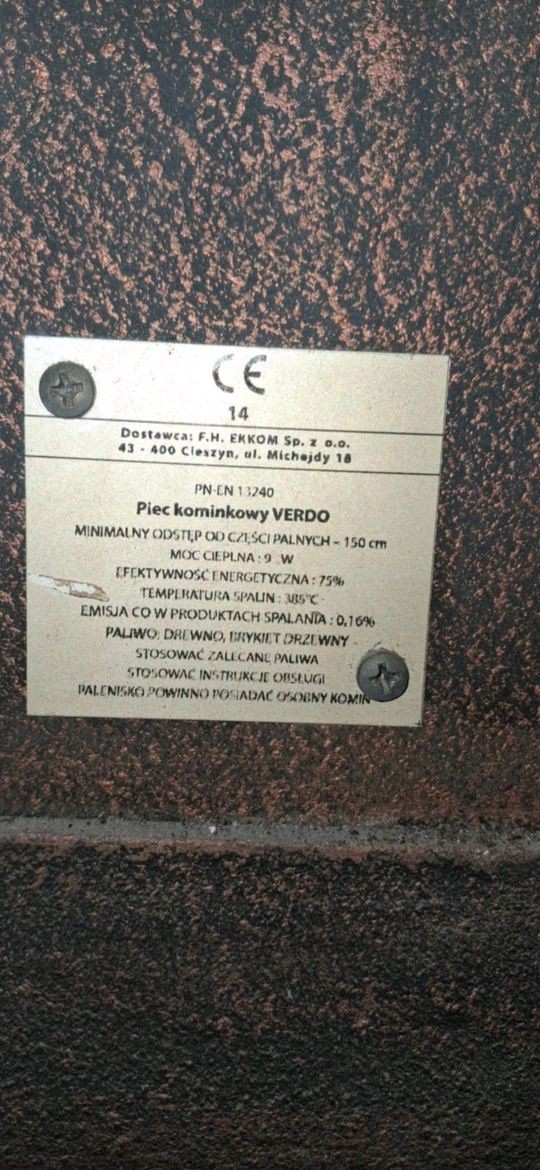 CE
14
Dostawca: F.H. EKKOM Sp. z o.o.
43 - 400 Cieszyn, ul. Michejdy 18
PN-EN 13240
Piec kominkowy VERDO
MINIMALNY ODSTĘP OD CZĘŚCI PALNYCH - 150 cm
MOC CIEPLNA : 9 W
EFEKTYWNOŚĆ ENERGETYCZNA : 75%
TEMPERATURA SPALIN : 385°C
EMISJA CO W PRODUKTACH SPALANIA : 0,16%
PALIWO: DREWNO, BRYKIET DRZEWNY
STOSOWAĆ ZALECANE PALIWA
STOSOWAĆ INSTRUKCJE OBSŁUGI
PALENISKO POWINNO POSIADAĆ OSOBNY KOMIN